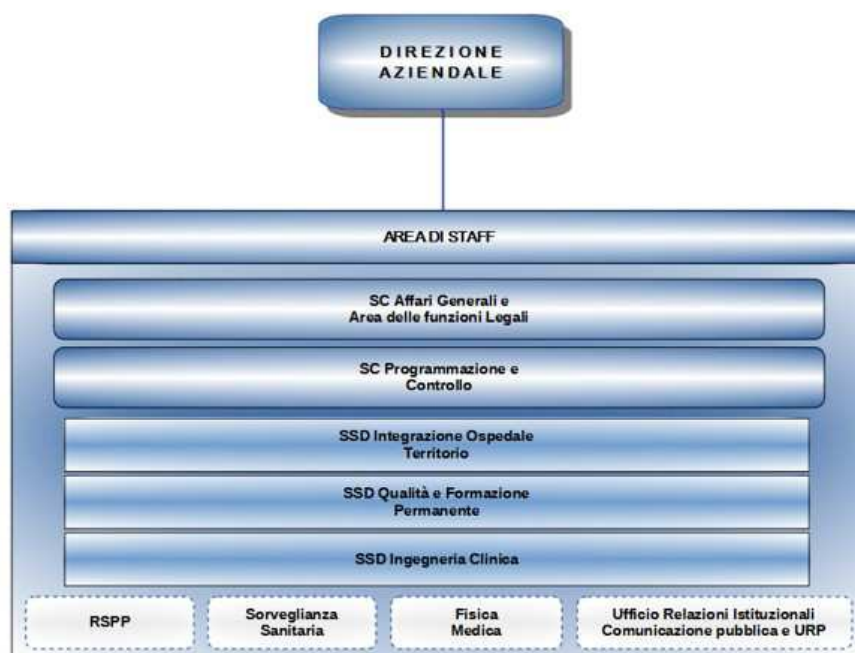 DIREZIONE
AZIENDALE
AREA DI STAFF
SC Affari Generali e
Area delle funzioni Legali
SC Programmazione e
Controllo
SSD Integrazione Ospedale
Territorio
SSD Qualità e Formazione
Permanente
SSD Ingegneria Clinica
RSPP
Sorveglianza
Sanitaria
Fisica
Medica
Ufficio Relazioni Istituzionali
Comunicazione pubblica e URP